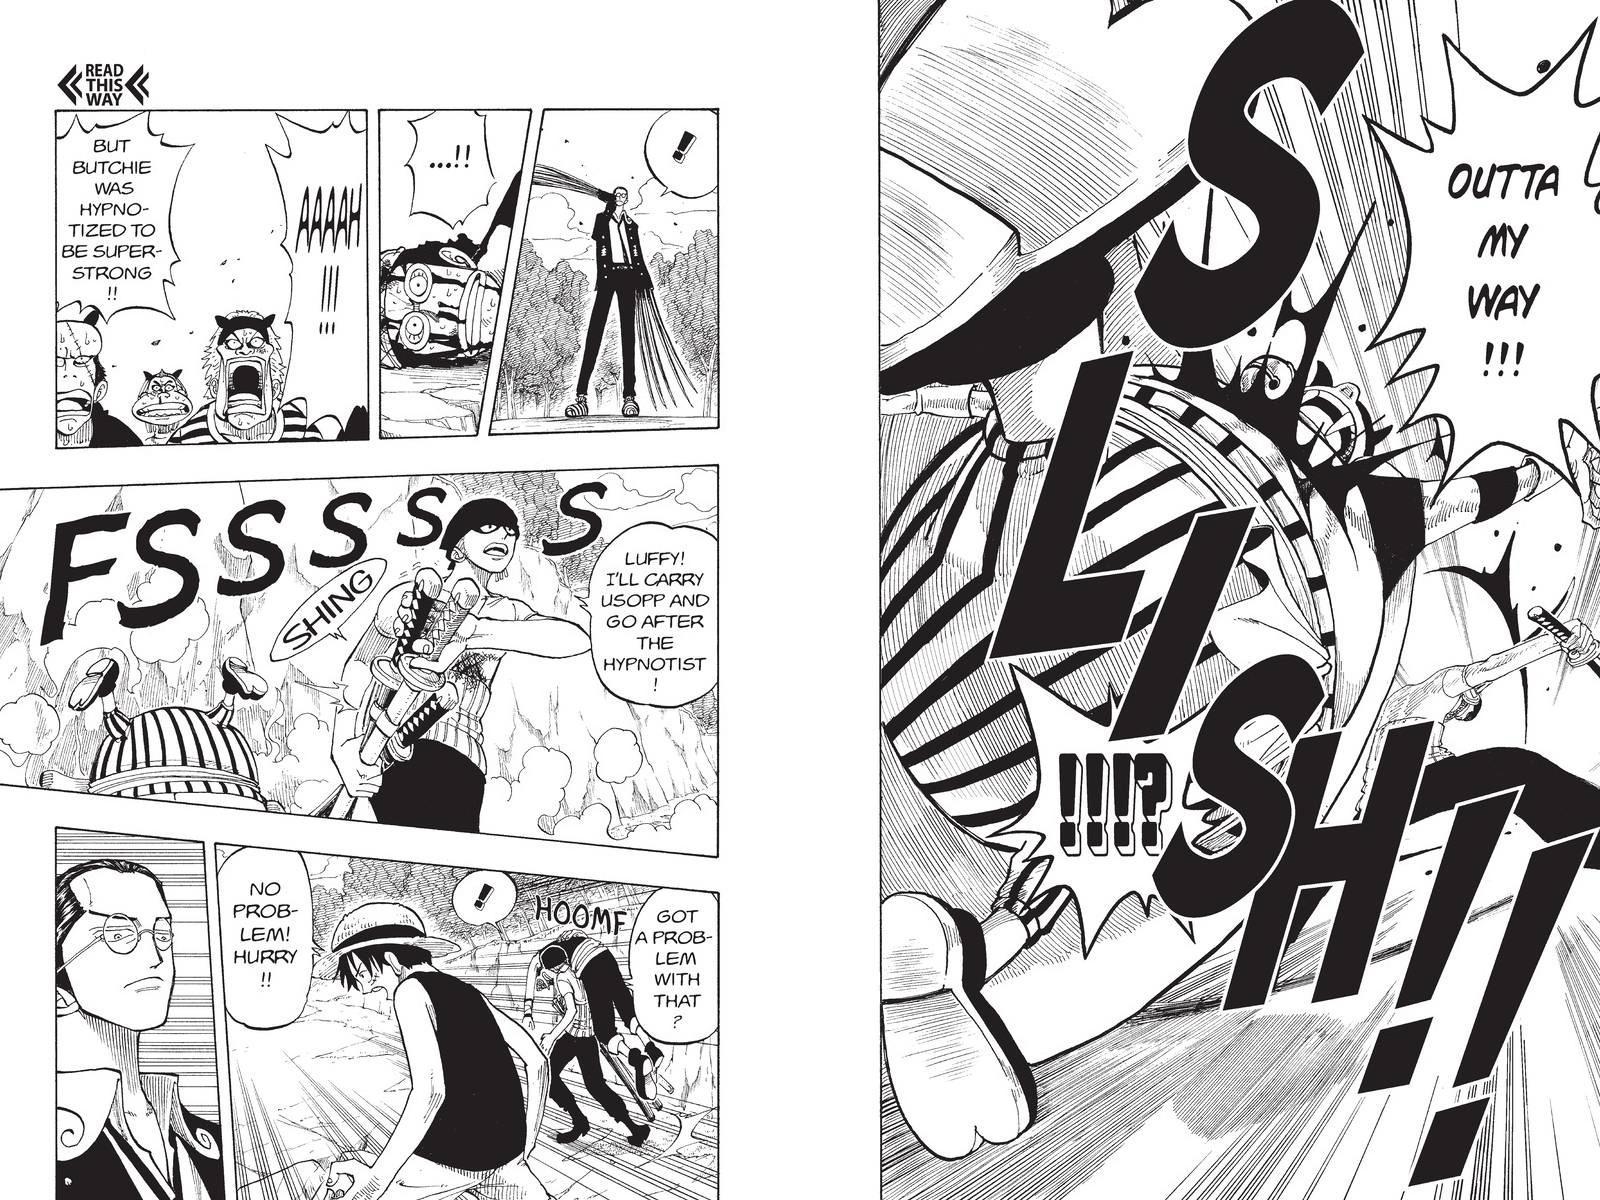 OUTTA
MY
WAY
!!!
SLISH!!
!!!?
READ
THIS
WAY
!
...!!
AAAAH
!!!
BUT
BUTCHIE
WAS
HYPNO-
TIZED TO
BE SUPER-
STRONG
!!
FSSSSSS
SHING
LUFFY!
I'LL CARRY
USOPP AND
GO AFTER
THE
HYPNOTIST
!
GOT
A PROB-
LEM
WITH
THAT
?
HOOMF
!
NO
PROB-
LEM!
HURRY
!!